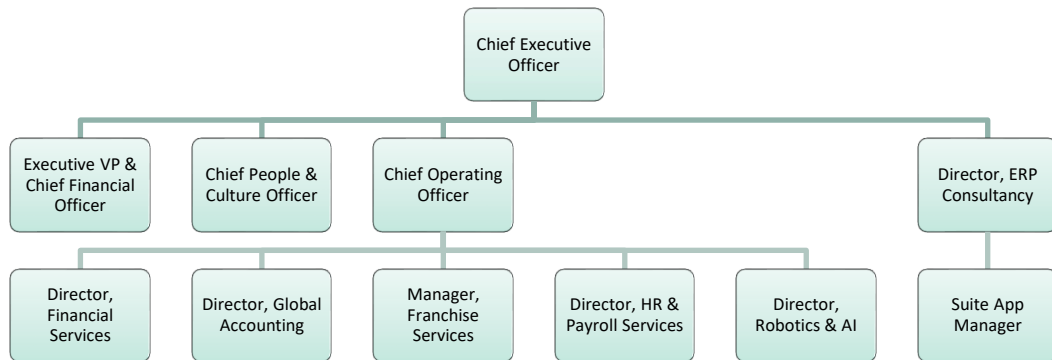 Chief Executive
Officer
Executive VP &
Chief Financial
Officer
Chief People &
Culture Officer
Chief Operating
Officer
Director, ERP
Consultancy
Director,
Financial
Services
Director, Global
Accounting
Manager,
Franchise
Services
Director, HR &
Payroll Services
Director,
Robotics & AI
Suite App
Manager